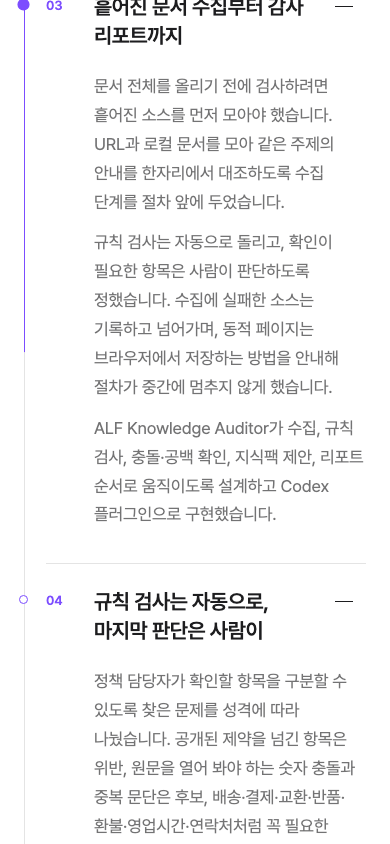 03
흩어진 문서 수집부터 감사
리포트까지
문서 전체를 올리기 전에 검사하려면
흩어진 소스를 먼저 모아야 했습니다.
URL과 로컬 문서를 모아 같은 주제의
안내를 한자리에서 대조하도록 수집
단계를 절차 앞에 두었습니다.
규칙 검사는 자동으로 돌리고, 확인이
필요한 항목은 사람이 판단하도록
정했습니다. 수집에 실패한 소스는
기록하고 넘어가며, 동적 페이지는
브라우저에서 저장하는 방법을 안내해
절차가 중간에 멈추지 않게 했습니다.
ALF Knowledge Auditor가 수집, 규칙
검사, 충돌·공백 확인, 지식팩 제안, 리포트
순서로 움직이도록 설계하고 Codex
플러그인으로 구현했습니다.
04
규칙 검사는 자동으로,
마지막 판단은 사람이
정책 담당자가 확인할 항목을 구분할 수
있도록 찾은 문제를 성격에 따라
나눴습니다. 공개된 제약을 넘긴 항목은
위반, 원문을 열어 봐야 하는 숫자 충돌과
중복 문단은 후보, 배송·결제·교환·반품·
환불·영업시간·연락처처럼 꼭 필요한